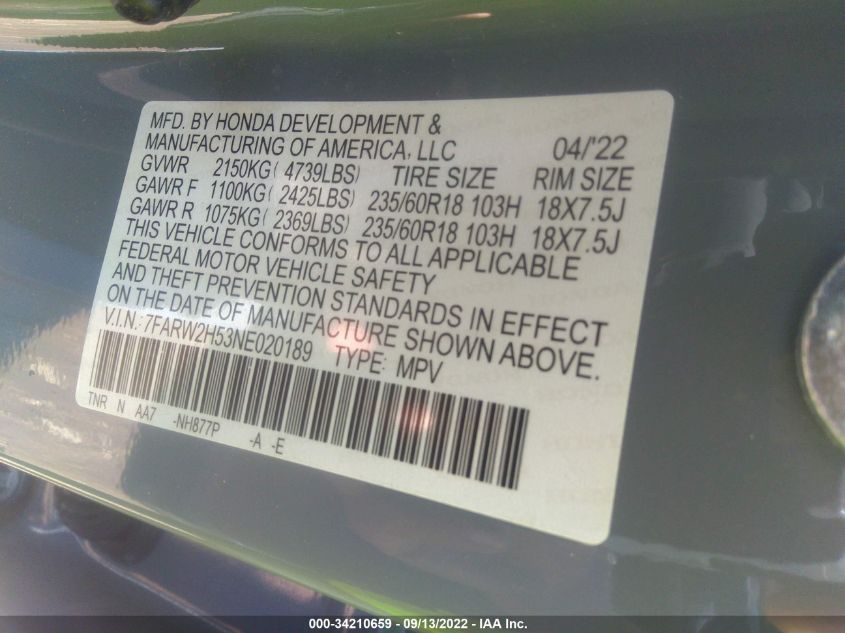 MFD. BY HONDA DEVELOPMENT &
MANUFACTURING OF AMERICA, LLC 04/'22
GVWR 2150KG( 4739LBS) TIRE SIZE RIM SIZE
GAWR F 1100KG( 2425LBS) 235/60R18 103H 18X7.5J
GAWR R 1075KG( 2369LBS) 235/60R18 103H 18X7.5J
THIS VEHICLE CONFORMS TO ALL APPLICABLE
FEDERAL MOTOR VEHICLE SAFETY
AND THEFT PREVENTION STANDARDS IN EFFECT
ON THE DATE OF MANUFACTURE SHOWN ABOVE.
V.I.N.: 7FARW2H53NE020189 TYPE: MPV
TNR N AA7 -NH877P -A -E
000-34210659 - 09/13/2022 - IAA Inc.